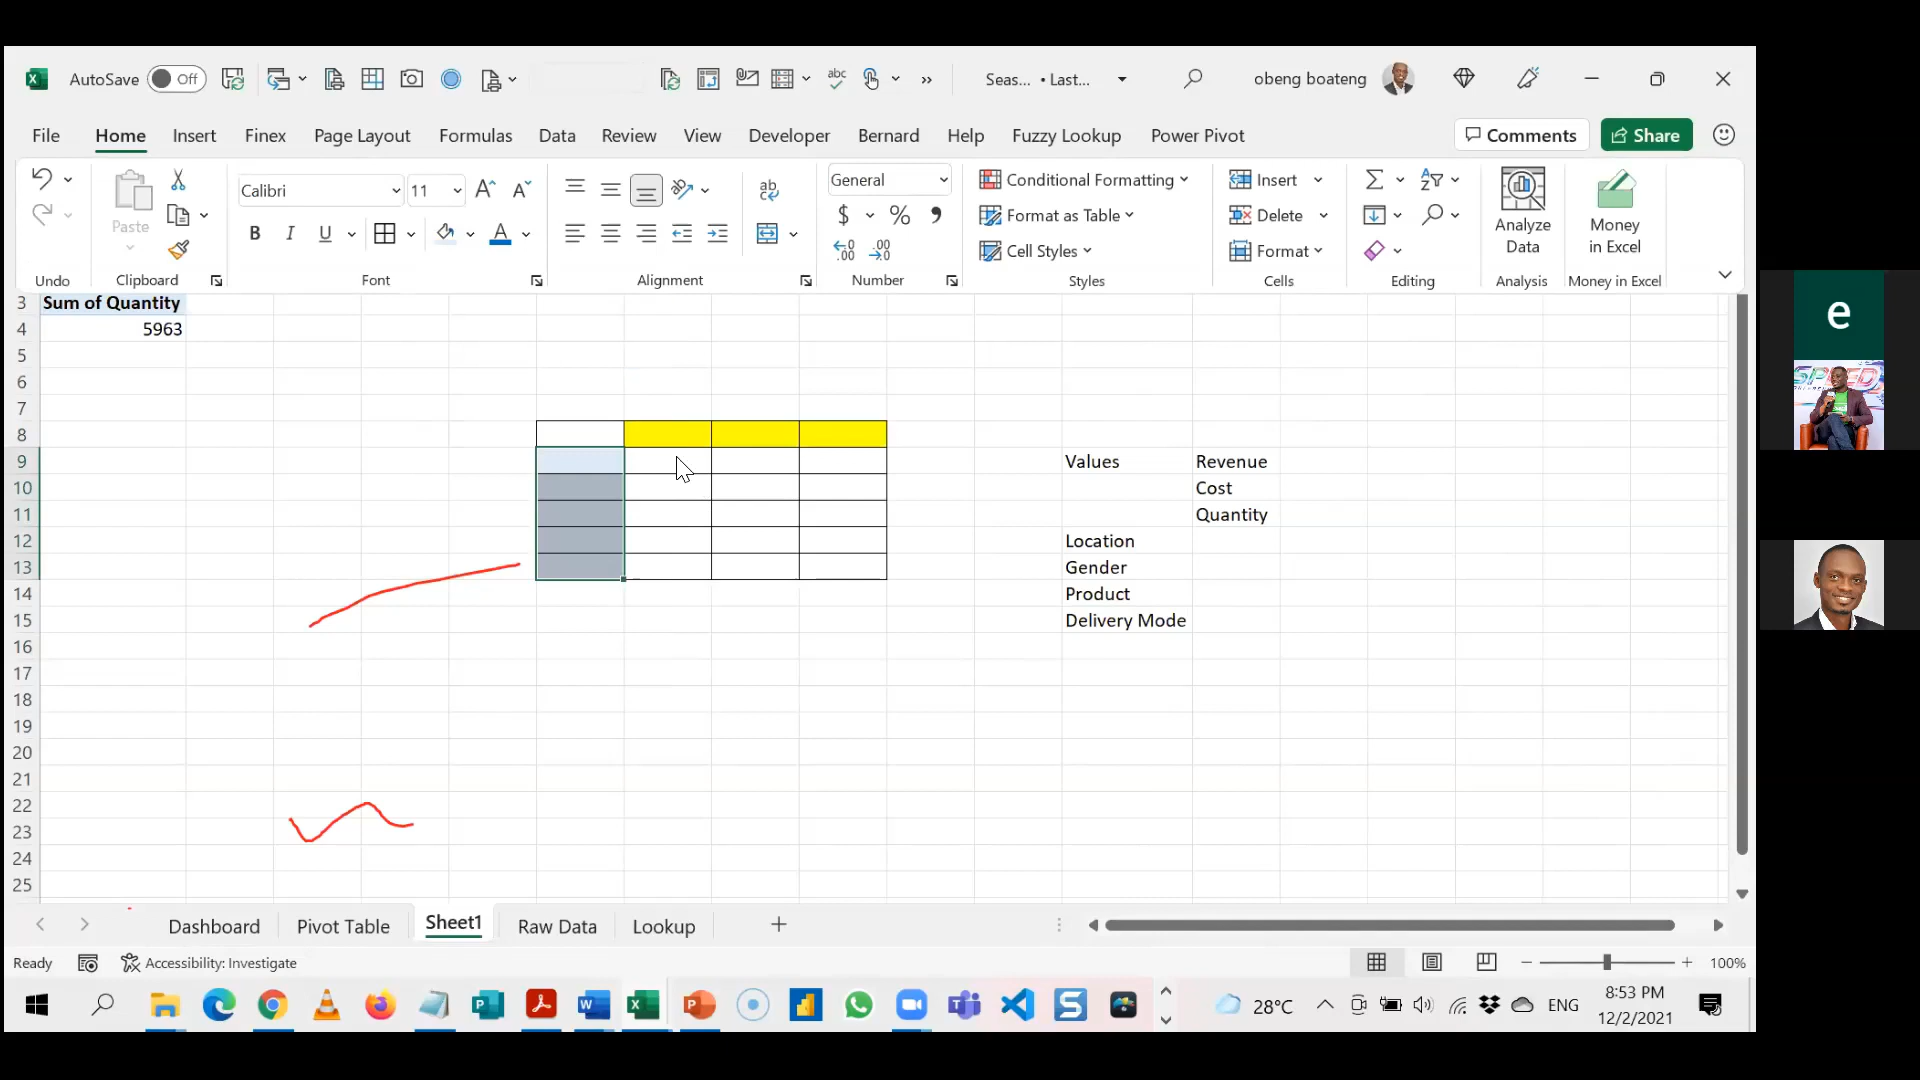 AutoSave Off
Seas... • Last...
obeng boateng
File Home Insert Finex Page Layout Formulas Data Review View Developer Bernard Help Fuzzy Lookup Power Pivot
Comments Share
Paste
Calibri 11
General
Conditional Formatting
Format as Table
Cell Styles
Insert
Delete
Format
Analyze Data
Money in Excel
Undo Clipboard Font Alignment Number Styles Cells Editing Analysis Money in Excel
3 Sum of Quantity
4 5963
5
6
7
8
9 Values Revenue
10 Cost
11 Quantity
12 Location
13 Gender
14 Product
15 Delivery Mode
16
17
18
19
20
21
22
23
24
25
Dashboard Pivot Table Sheet1 Raw Data Lookup
Ready Accessibility: Investigate 100%
28°C ENG 8:53 PM
12/2/2021
e
SPEED